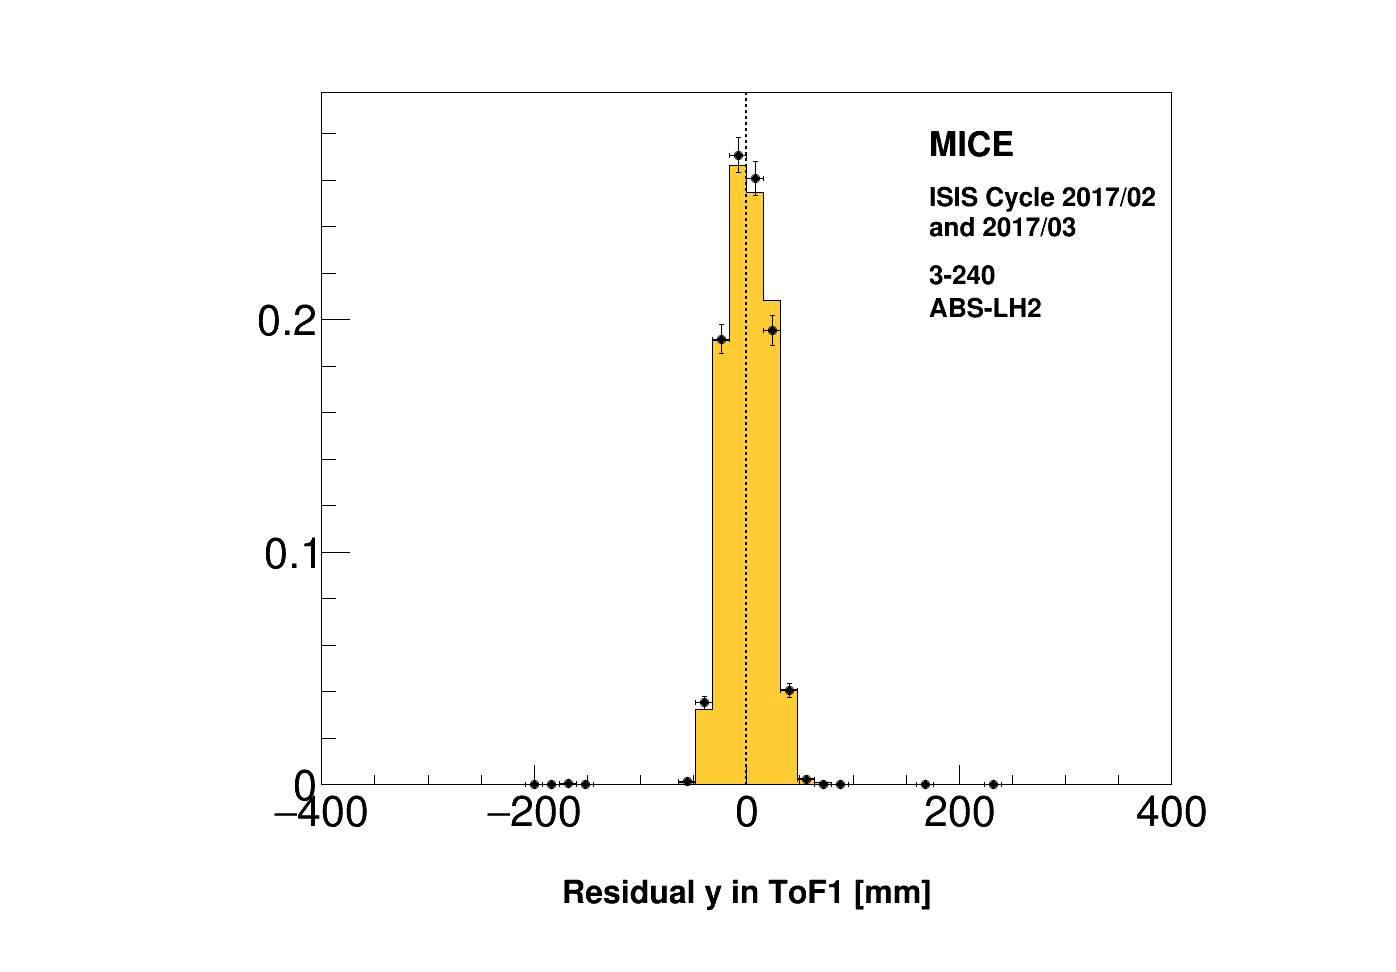 MICE
ISIS Cycle 2017/02
and 2017/03
3-240
ABS-LH2
0.2
0.1
0
−400 −200 0 200 400
Residual y in ToF1 [mm]